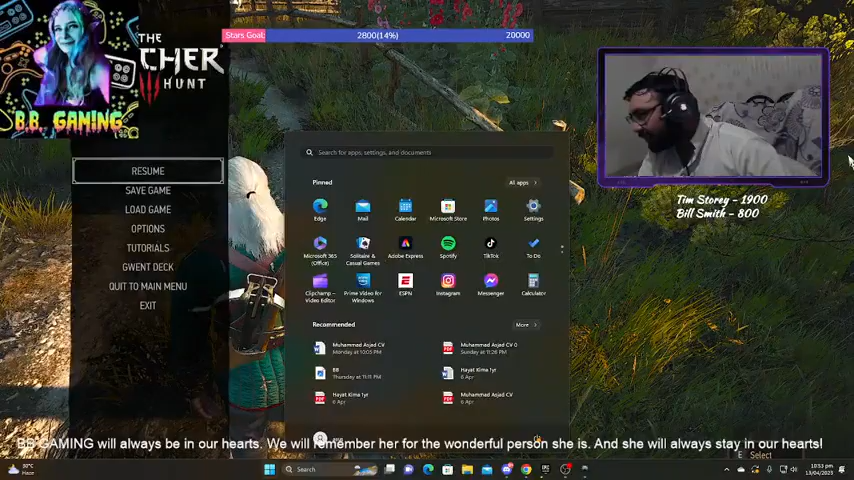 Stars Goal:
2800(14%)
20000
THE
CHER
HUNT
B.B. GAMING
RESUME
SAVE GAME
LOAD GAME
OPTIONS
TUTORIALS
GWENT DECK
QUIT TO MAIN MENU
EXIT
Search for apps, settings, and documents
Pinned
All apps
Edge
Mail
Calendar
Microsoft Store
Photos
Settings
Microsoft 365 (Office)
Solitaire & Casual Games
Adobe Express
Spotify
TikTok
To Do
Clipchamp – Video Editor
Prime Video for Windows
ESPN
Instagram
Messenger
Calculator
Recommended
More
Muhammad Asjad CV
Monday at 10:05 PM
Muhammad Asjad CV 0
Sunday at 11:26 PM
BB
Thursday at 11:11 PM
Hayat Kima 1yr
6 Apr
Hayat Kima 1yr
6 Apr
Muhammad Asjad CV
6 Apr
Tim Storey - 1900
Bill Smith - 800
BB GAMING will always be in our hearts. We will remember her for the wonderful person she is. And she will always stay in our hearts!
E Select
30°C
Haze
Search
10:53 pm
13/04/2023